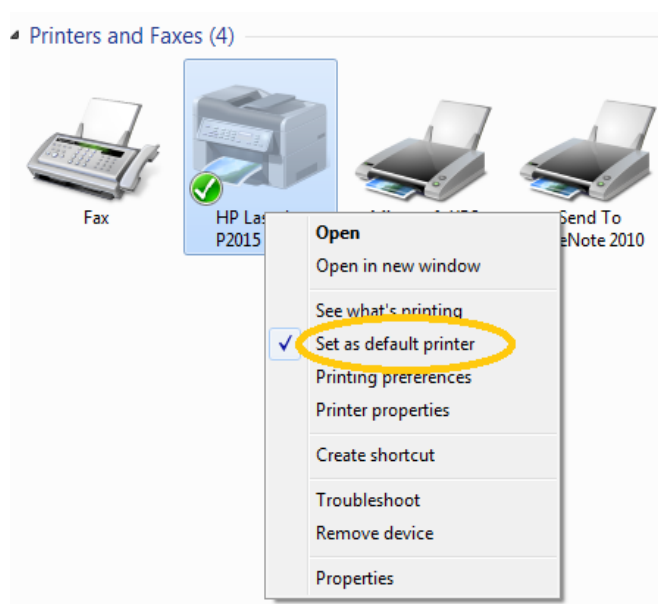 Printers and Faxes (4)
Fax
HP
P2015
Send To
eNote 2010
Open
Open in new window
See what's printing
Set as default printer
Printing preferences
Printer properties
Create shortcut
Troubleshoot
Remove device
Properties